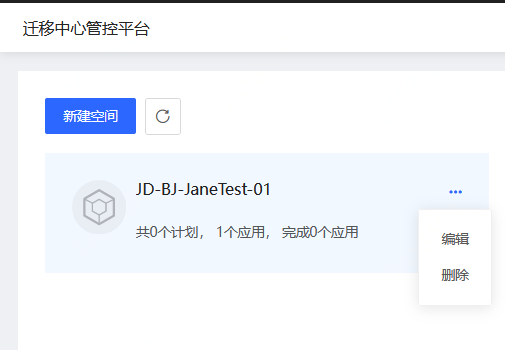 迁移中心管控平台
新建空间
JD-BJ-JaneTest-01
共0个计划， 1个应用， 完成0个应用
编辑
删除